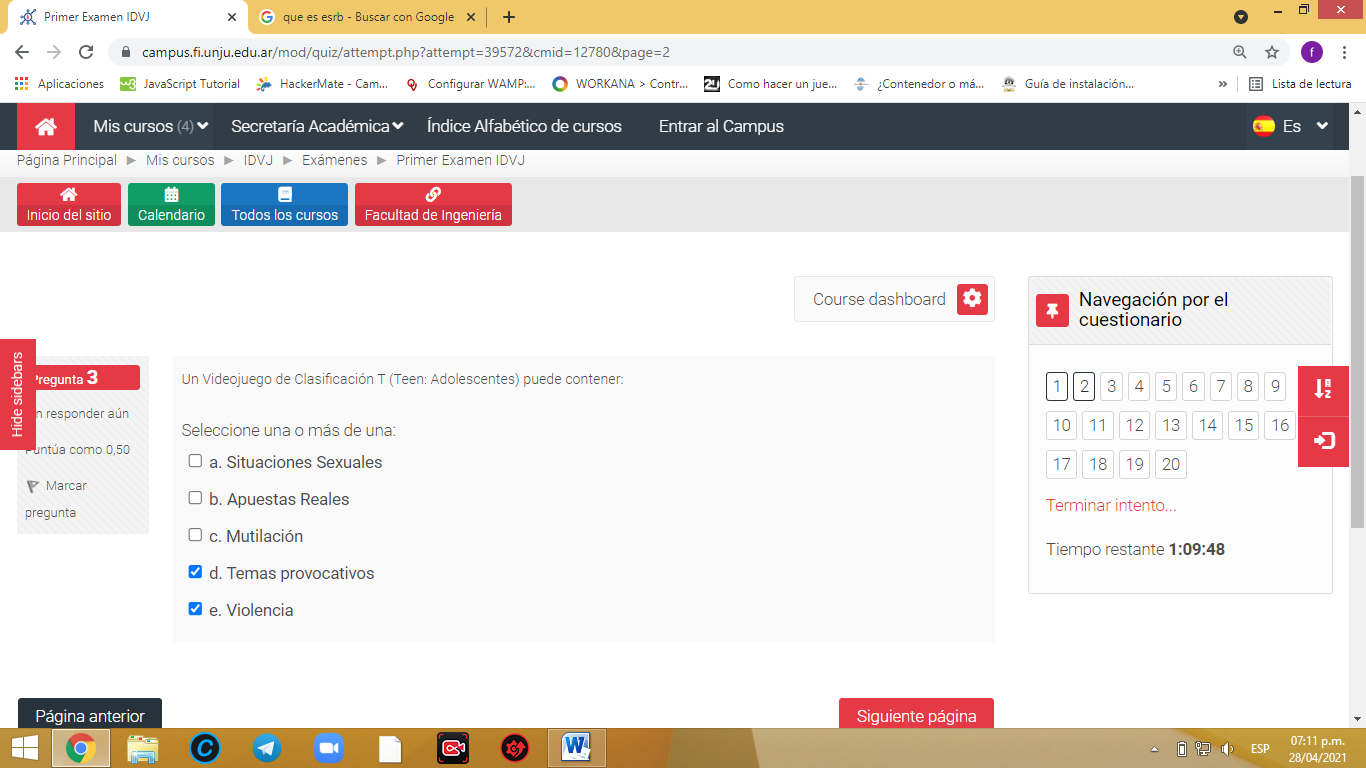 Primer Examen IDVJ
que es esrb - Buscar con Google
campus.fi.unju.edu.ar/mod/quiz/attempt.php?attempt=39572&cmid=12780&page=2
f
Aplicaciones
JavaScript Tutorial
HackerMate - Cam...
Configurar WAMP:...
WORKANA > Contr...
Como hacer un jue...
¿Contenedor o má...
Guía de instalación...
»
Lista de lectura
Mis cursos (4)
Secretaría Académica
Índice Alfabético de cursos
Entrar al Campus
Es
Página Principal ► Mis cursos ► IDVJ ► Exámenes ► Primer Examen IDVJ
Inicio del sitio
Calendario
Todos los cursos
Facultad de Ingeniería
Course dashboard
Hide sidebars
Pregunta 3
n responder aún
Puntúa como 0,50
Marcar
pregunta
Un Videojuego de Clasificación T (Teen: Adolescentes) puede contener:
Seleccione una o más de una:
a. Situaciones Sexuales
b. Apuestas Reales
c. Mutilación
d. Temas provocativos
e. Violencia
Página anterior
Siguiente página
Navegación por el
cuestionario
1 2 3 4 5 6 7 8 9
10 11 12 13 14 15 16
17 18 19 20
Terminar intento...
Tiempo restante 1:09:48
ESP
07:11 p.m.
28/04/2021